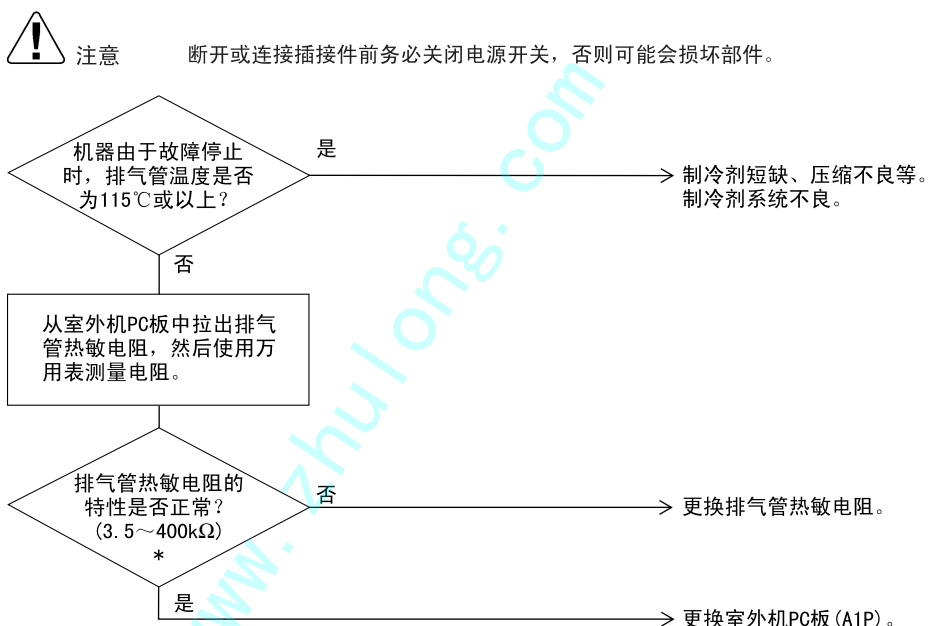 注意
断开或连接插接件前务必关闭电源开关，否则可能会损坏部件。
机器由于故障停止
时，排气管温度是否
为115℃或以上？
是
制冷剂短缺、压缩不良等。
制冷剂系统不良。
否
从室外机PC板中拉出排气
管热敏电阻，然后使用万
用表测量电阻。
排气管热敏电阻的
特性是否正常？
(3.5～400kΩ)
*
否
更换排气管热敏电阻。
是
更换室外机PC板(A1P)。
www.zhulong.com